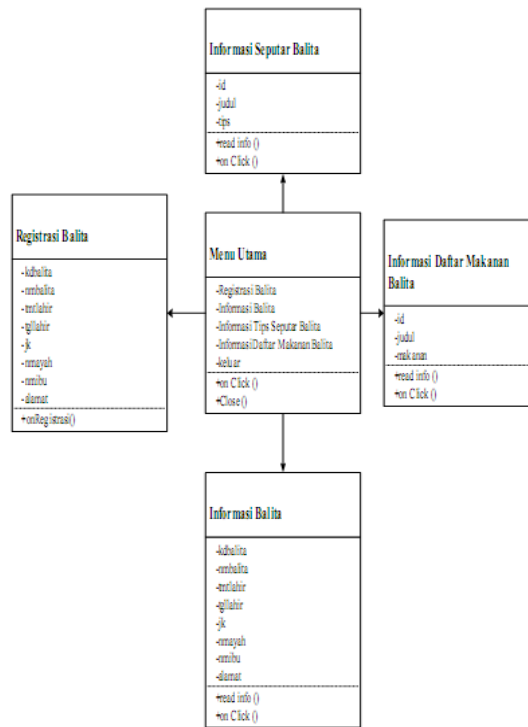 Informasi Seputar Balita
-id
-judul
-tips
+read info ()
+on Click ()
Registrasi Balita
-kdbalita
-nmbalita
-tmtlahir
-tgllahir
-jk
-nmayah
-nmibu
-alamat
+onRegistrasi()
Menu Utama
-Registrasi Balita
-Informasi Balita
-Informasi Tips Seputar Balita
-InformasiDaftar Makanan Balita
-keluar
+on Click ()
+Close()
Informasi Daftar Makanan
Balita
-id
-judul
-makanan
+read info ()
+on Click ()
Informasi Balita
-kdbalita
-nmbalita
-tmtlahir
-tgllahir
-jk
-nmayah
-nmibu
-alamat
+read info ()
+on Click ()